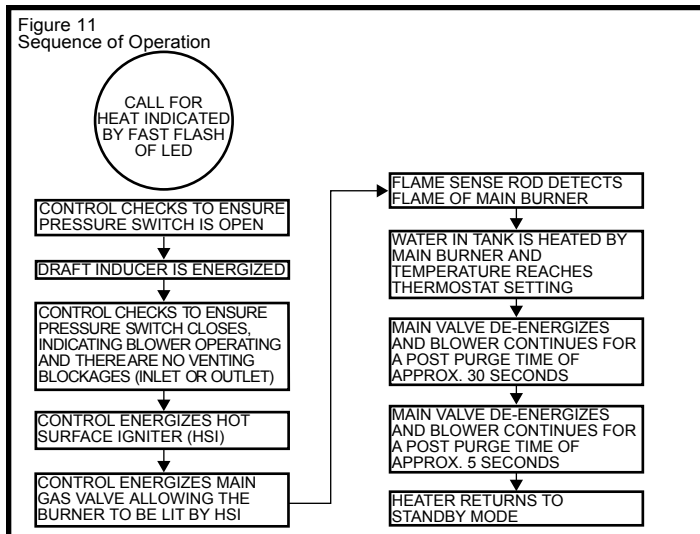 Figure 11
Sequence of Operation
CALL FOR
HEAT INDICATED
BY FAST FLASH
OF LED
CONTROL CHECKS TO ENSURE
PRESSURE SWITCH IS OPEN
DRAFT INDUCER IS ENERGIZED
CONTROL CHECKS TO ENSURE
PRESSURE SWITCH CLOSES,
INDICATING BLOWER OPERATING
AND THERE ARE NO VENTING
BLOCKAGES (INLET OR OUTLET)
CONTROL ENERGIZES HOT
SURFACE IGNITER (HSI)
CONTROL ENERGIZES MAIN
GAS VALVE ALLOWING THE
BURNER TO BE LIT BY HSI
FLAME SENSE ROD DETECTS
FLAME OF MAIN BURNER
WATER IN TANK IS HEATED BY
MAIN BURNER AND
TEMPERATURE REACHES
THERMOSTAT SETTING
MAIN VALVE DE-ENERGIZES
AND BLOWER CONTINUES FOR
A POST PURGE TIME OF
APPROX. 30 SECONDS
MAIN VALVE DE-ENERGIZES
AND BLOWER CONTINUES FOR
A POST PURGE TIME OF
APPROX. 5 SECONDS
HEATER RETURNS TO
STANDBY MODE